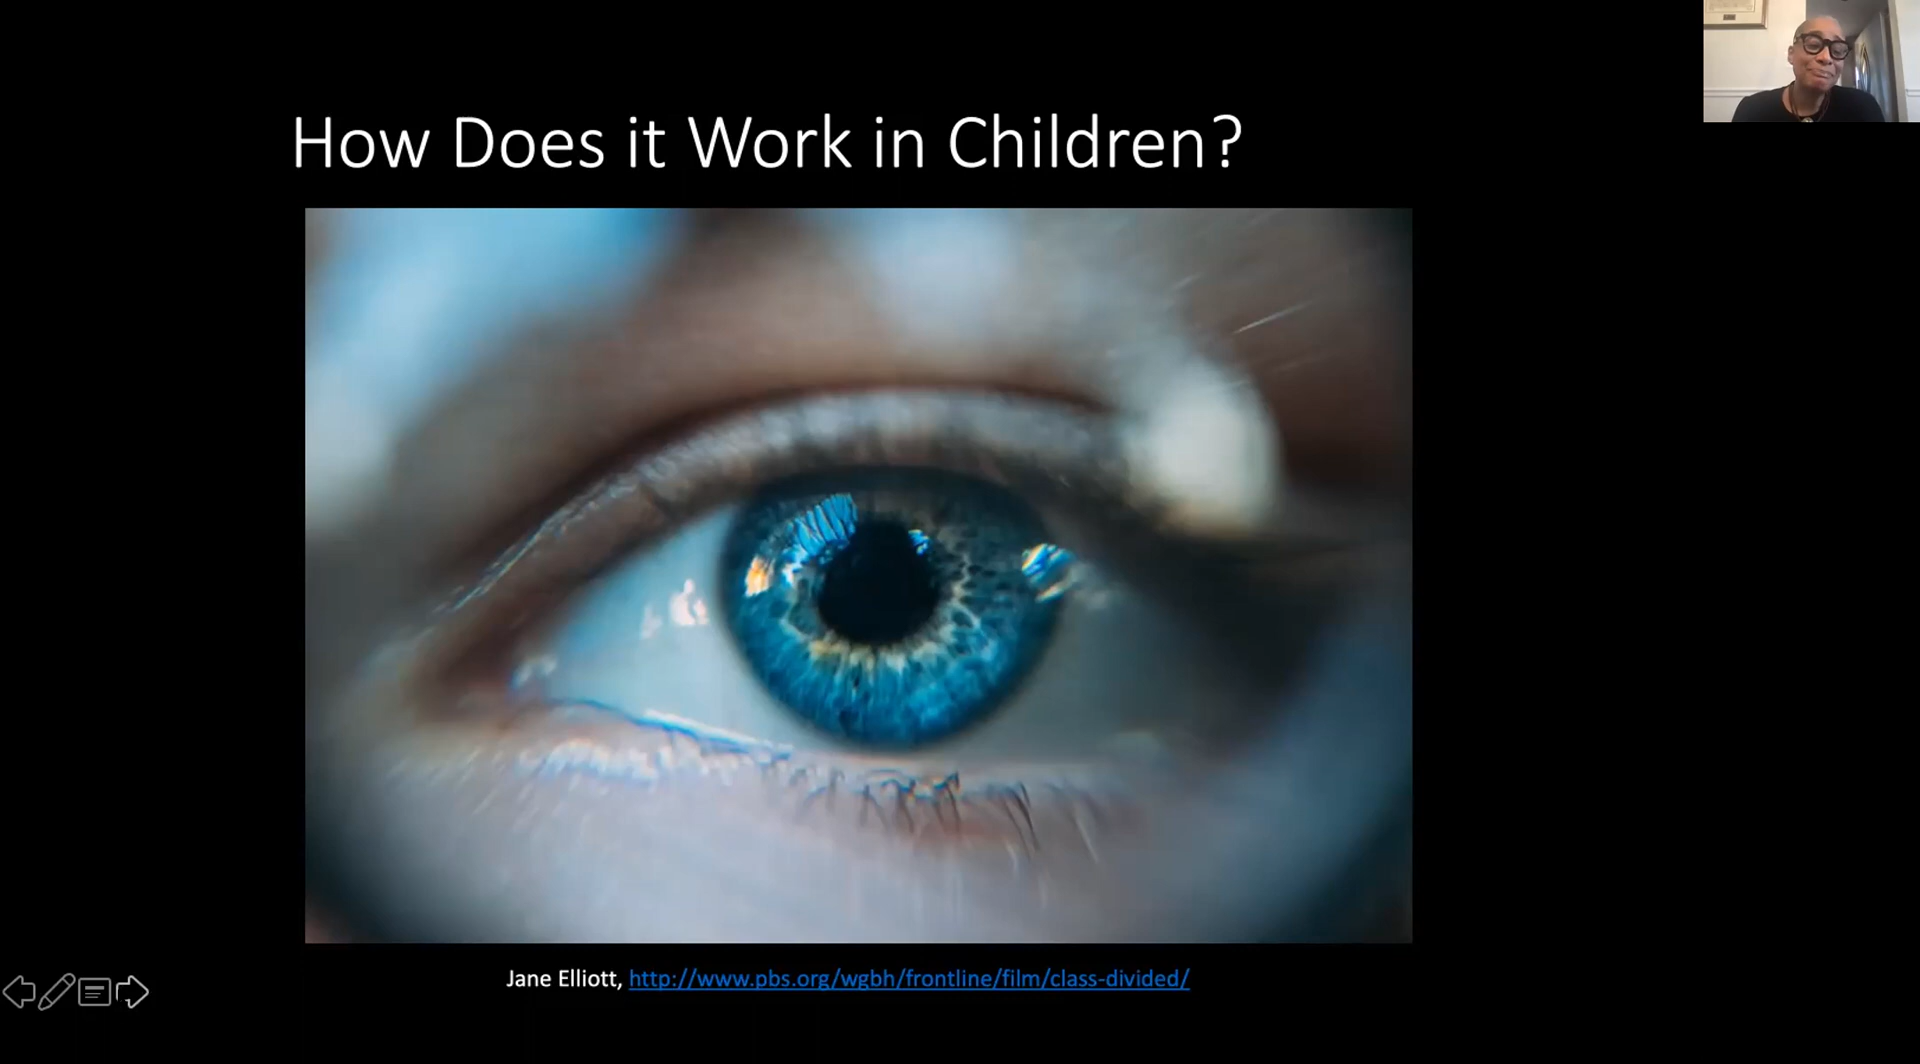 How Does it Work in Children?
Jane Elliott, http://www.pbs.org/wgbh/frontline/film/class-divided/